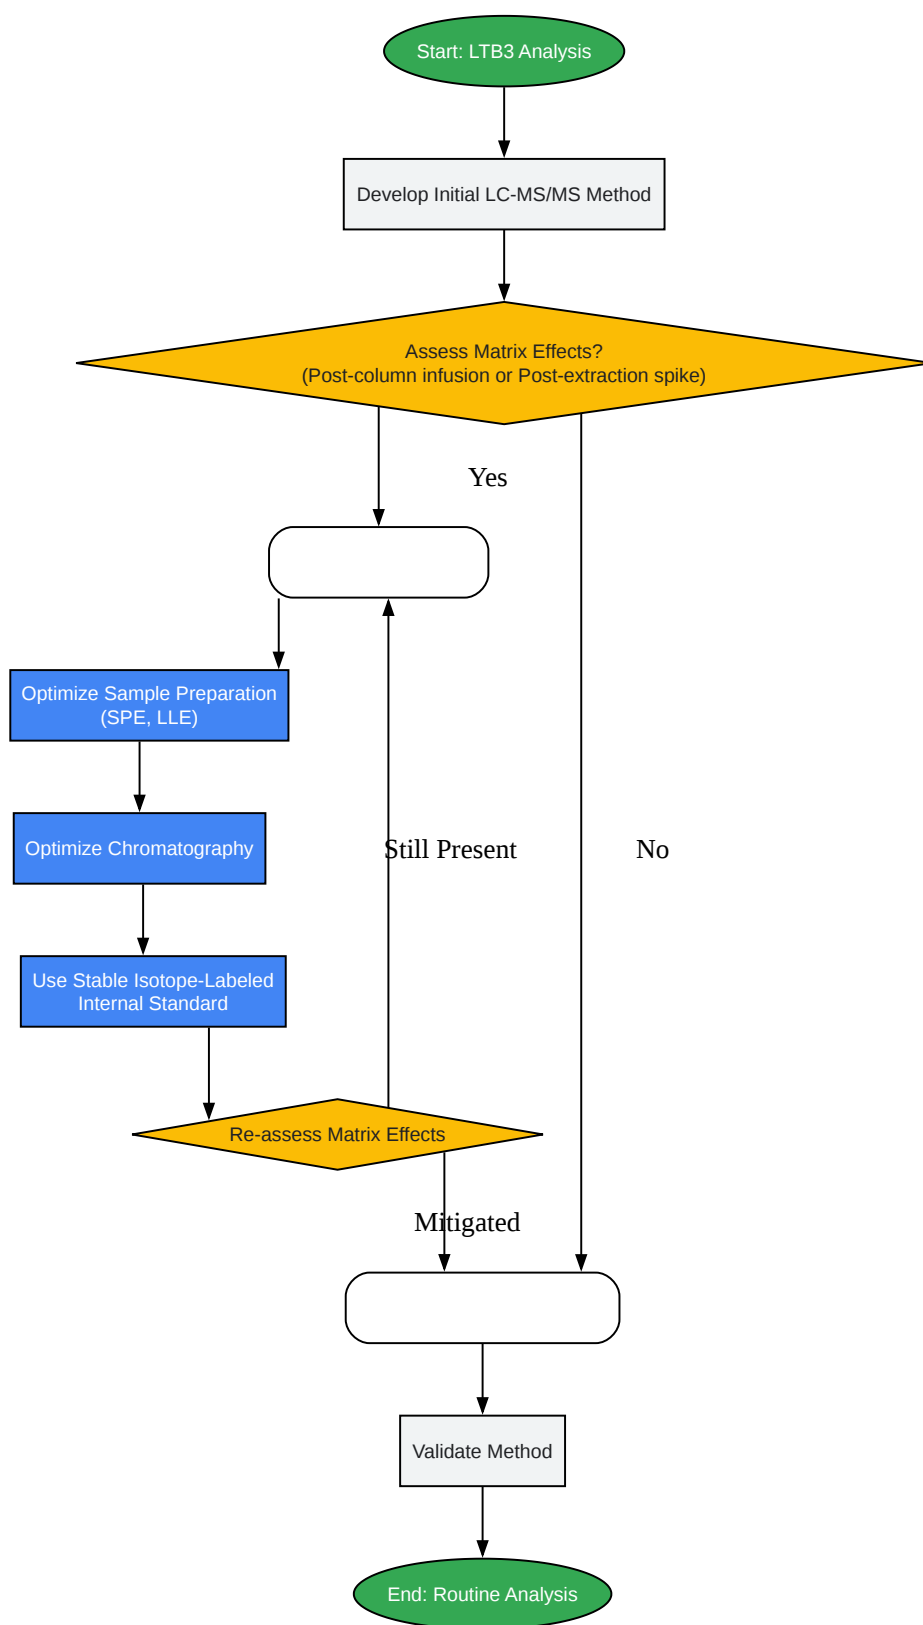 Start: LTB3 Analysis
Develop Initial LC-MS/MS Method
Assess Matrix Effects?
(Post-column infusion or Post-extraction spike)
Yes
Optimize Sample Preparation
(SPE, LLE)
Optimize Chromatography
Still Present
No
Use Stable Isotope-Labeled
Internal Standard
Re-assess Matrix Effects
Mitigated
Validate Method
End: Routine Analysis